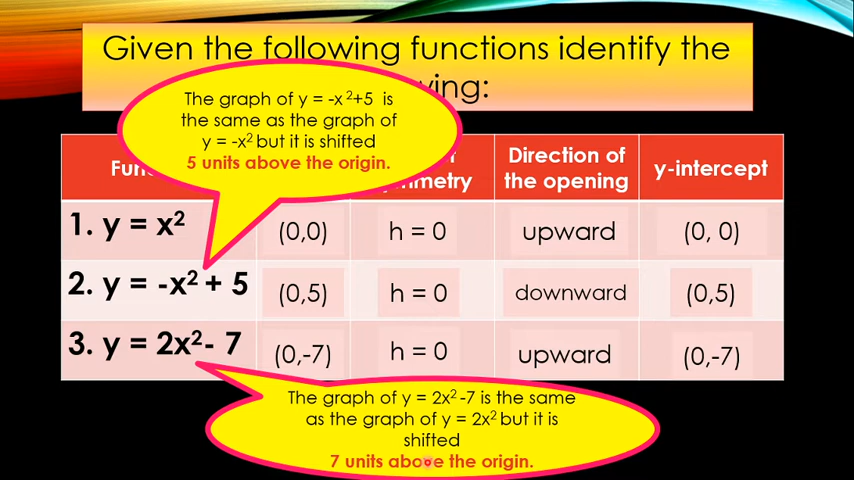 Given the following functions identify the
ving:
The graph of y = -x²+5 is
the same as the graph of
y = -x² but it is shifted
5 units above the origin.
Direction of the opening
y-intercept
1. y = x²
(0,0)
h = 0
upward
(0, 0)
2. y = -x² + 5
(0,5)
h = 0
downward
(0,5)
3. y = 2x²- 7
(0,-7)
h = 0
upward
(0,-7)
The graph of y = 2x²-7 is the same
as the graph of y = 2x² but it is
shifted
7 units above the origin.